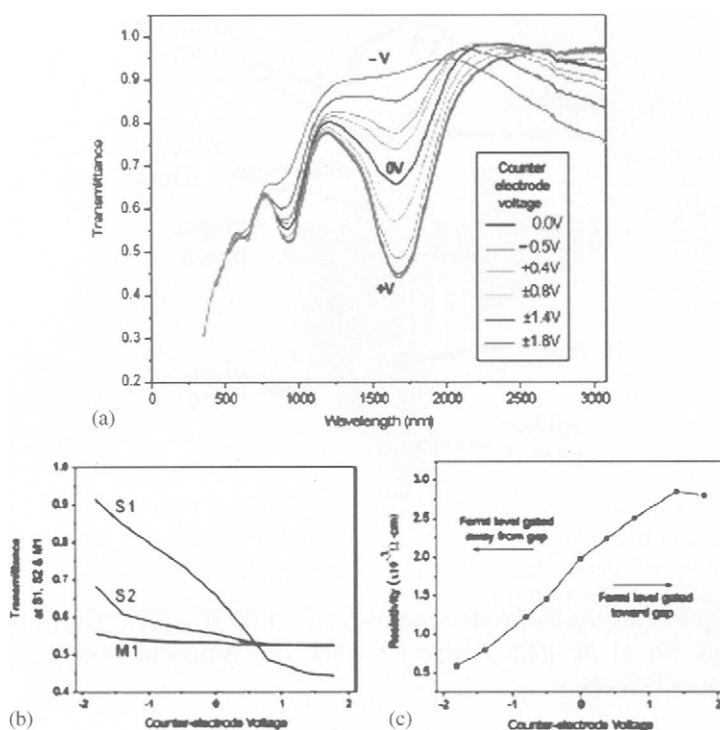 1.0
0.9
0.8
0.7
0.6
0.5
0.4
0.3
0.2
Transmittance
- V
0V
+V
Counter
electrode
voltage
0.0V
-0.5V
+0.4V
±0.8V
±1.4V
±1.8V
0 500 1000 1500 2000 2500 3000
Wavelength (nm)
(a)
1.0
0.9
0.8
0.7
0.6
0.5
0.4
Transmittance
at S1, S2 & M1
S1
S2
M1
-2 -1 0 1 2
Counter-electrode Voltage
(b)
3.0
2.5
2.0
1.5
1.0
0.5
Resistivity (x10⁻³ Ω·cm)
Fermi level gated
away from gap
Fermi level gated
toward gap
-2 -1 0 1 2
Counter-electrode Voltage
(c)